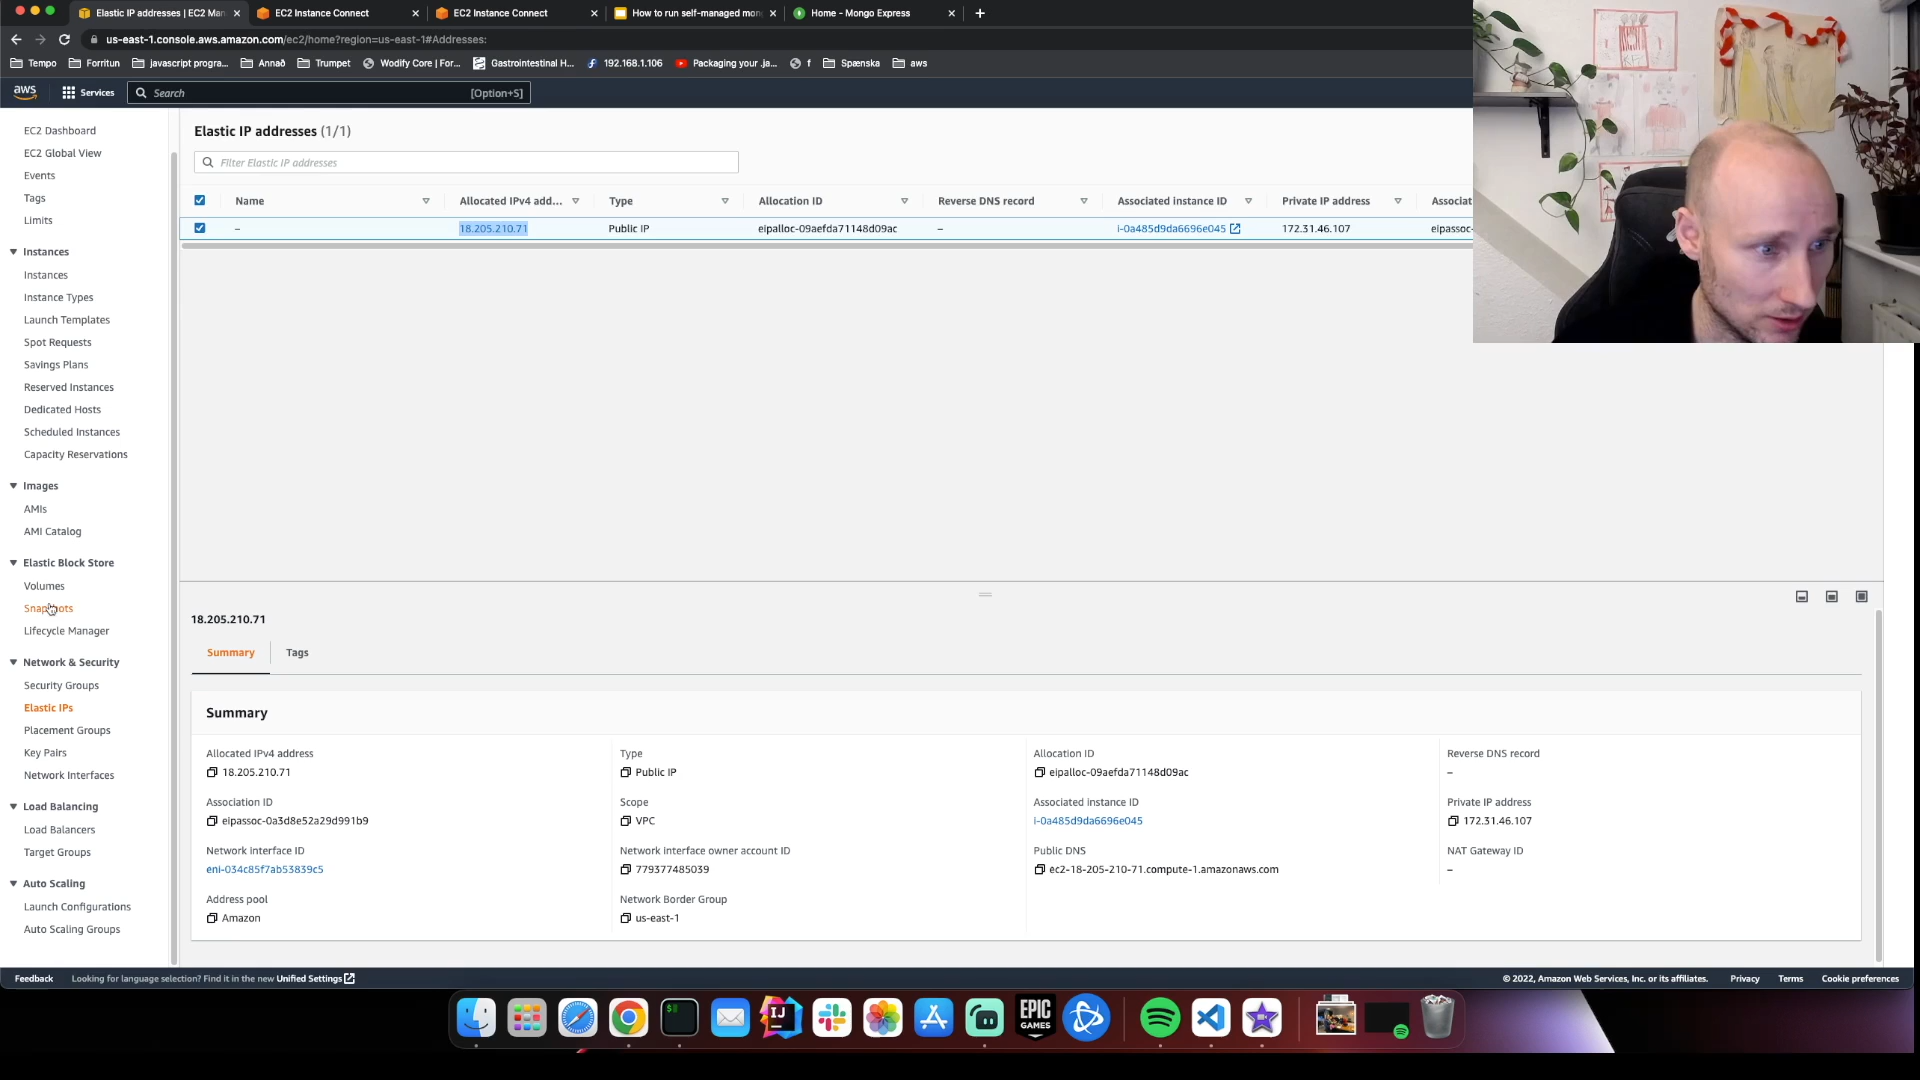 Elastic IP addresses | EC2 Man
EC2 Instance Connect
EC2 Instance Connect
How to run self-managed mon
Home - Mongo Express
us-east-1.console.aws.amazon.com/ec2/home?region=us-east-1#Addresses:
Tempo
Forritun
javascript progra...
Annað
Trumpet
Wodify Core | For...
Gastrointestinal H...
192.168.1.106
Packaging your .ja...
f
Spænska
aws
aws
Services
Search
[Option+S]
EC2 Dashboard
EC2 Global View
Events
Tags
Limits
Instances
Instances
Instance Types
Launch Templates
Spot Requests
Savings Plans
Reserved Instances
Dedicated Hosts
Scheduled Instances
Capacity Reservations
Images
AMIs
AMI Catalog
Elastic Block Store
Volumes
Snapshots
Lifecycle Manager
Network & Security
Security Groups
Elastic IPs
Placement Groups
Key Pairs
Network Interfaces
Load Balancing
Load Balancers
Target Groups
Auto Scaling
Launch Configurations
Auto Scaling Groups
Elastic IP addresses (1/1)
Filter Elastic IP addresses
Name
Allocated IPv4 add...
Type
Allocation ID
Reverse DNS record
Associated instance ID
Private IP address
Associat
–
18.205.210.71
Public IP
eipalloc-09aefda71148d09ac
–
i-0a485d9da6696e045
172.31.46.107
eipassoc-
18.205.210.71
Summary
Tags
Summary
Allocated IPv4 address
18.205.210.71
Type
Public IP
Allocation ID
eipalloc-09aefda71148d09ac
Reverse DNS record
–
Association ID
eipassoc-0a3d8e52a29d991b9
Scope
VPC
Associated instance ID
i-0a485d9da6696e045
Private IP address
172.31.46.107
Network interface ID
eni-034c85f7ab53839c5
Network interface owner account ID
779377485039
Public DNS
ec2-18-205-210-71.compute-1.amazonaws.com
NAT Gateway ID
–
Address pool
Amazon
Network Border Group
us-east-1
Feedback
Looking for language selection? Find it in the new Unified Settings
© 2022, Amazon Web Services, Inc. or its affiliates.
Privacy
Terms
Cookie preferences
IJ
EPIC
GAMES